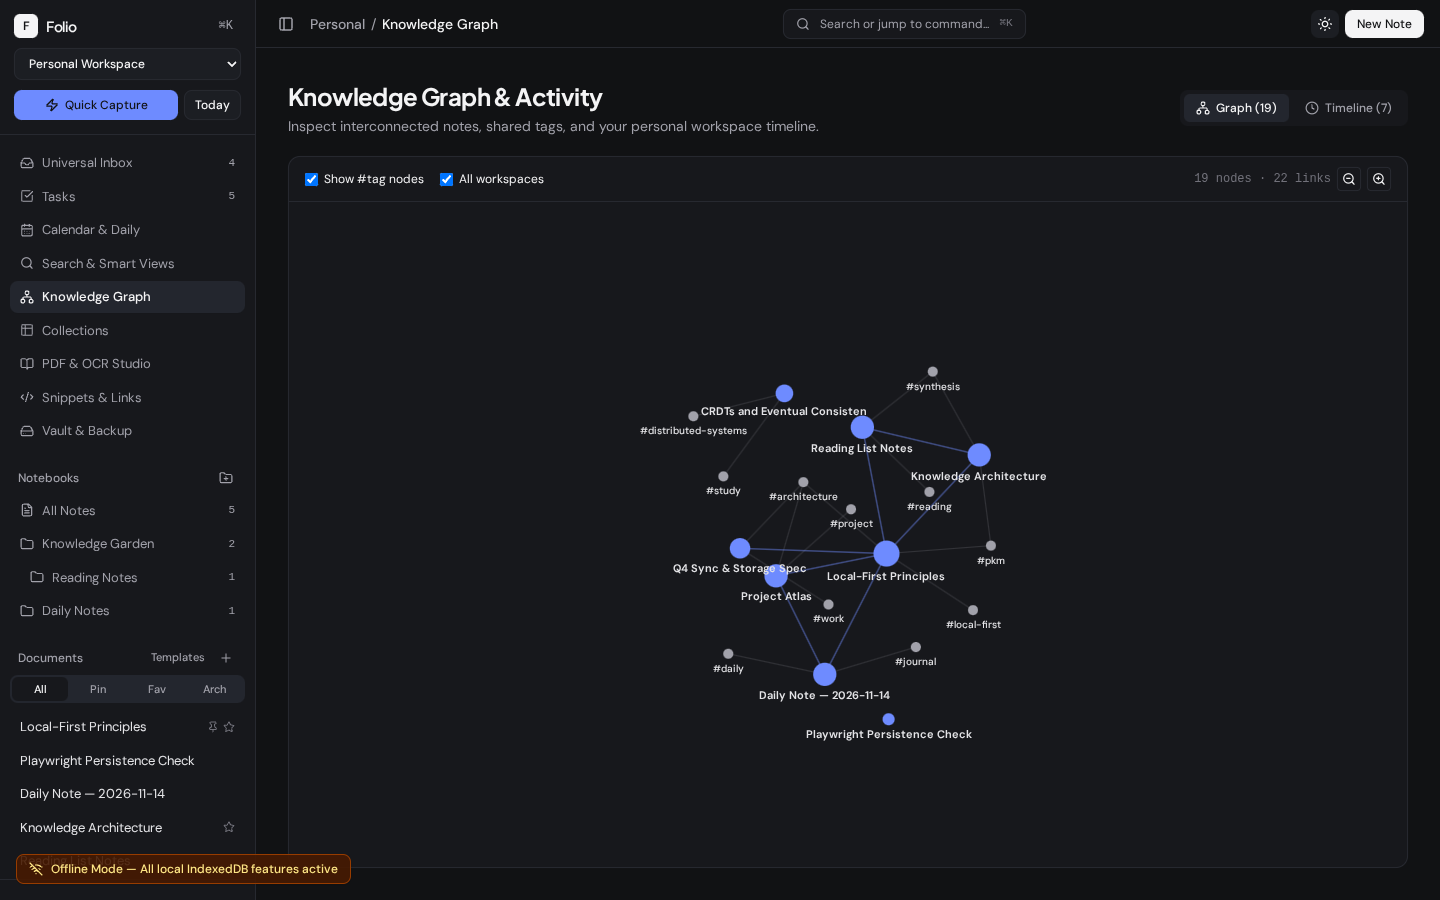 F Folio ⌘K
Personal Workspace
Quick Capture Today
Universal Inbox 4
Tasks 5
Calendar & Daily
Search & Smart Views
Knowledge Graph
Collections
PDF & OCR Studio
Snippets & Links
Vault & Backup
Notebooks
All Notes 5
Knowledge Garden 2
Reading Notes 1
Daily Notes 1
Documents Templates +
All Pin Fav Arch
Local-First Principles
Playwright Persistence Check
Daily Note — 2026-11-14
Knowledge Architecture
Reading List Notes
Offline Mode — All local IndexedDB features active
Personal / Knowledge Graph
Search or jump to command... ⌘K
New Note
Knowledge Graph & Activity
Inspect interconnected notes, shared tags, and your personal workspace timeline.
Graph (19) Timeline (7)
Show #tag nodes All workspaces
19 nodes · 22 links
#synthesis
CRDTs and Eventual Consisten
#distributed-systems
Reading List Notes
Knowledge Architecture
#study
#architecture
#reading
#project
#pkm
Q4 Sync & Storage Spec
Local-First Principles
Project Atlas
#work
#local-first
#journal
#daily
Daily Note — 2026-11-14
Playwright Persistence Check